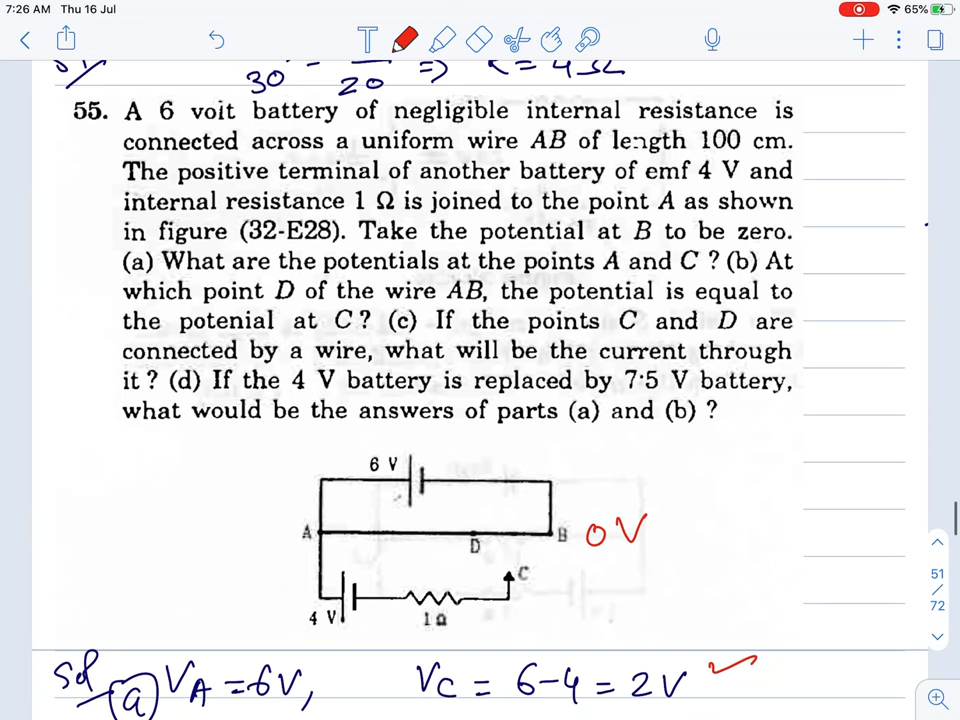 7:26 AM Thu 16 Jul
65%
T
30 20 => r = 4Ω
55. A 6 voit battery of negligible internal resistance is
connected across a uniform wire AB of length 100 cm.
The positive terminal of another battery of emf 4 V and
internal resistance 1 Ω is joined to the point A as shown
in figure (32-E28). Take the potential at B to be zero.
(a) What are the potentials at the points A and C ? (b) At
which point D of the wire AB, the potential is equal to
the potenial at C? (c) If the points C and D are
connected by a wire, what will be the current through
it ? (d) If the 4 V battery is replaced by 7·5 V battery,
what would be the answers of parts (a) and (b) ?
6 V
A D B 0 V
C
4 V 1 Ω
51
/
72
Sol (a) VA = 6V, VC = 6-4 = 2V